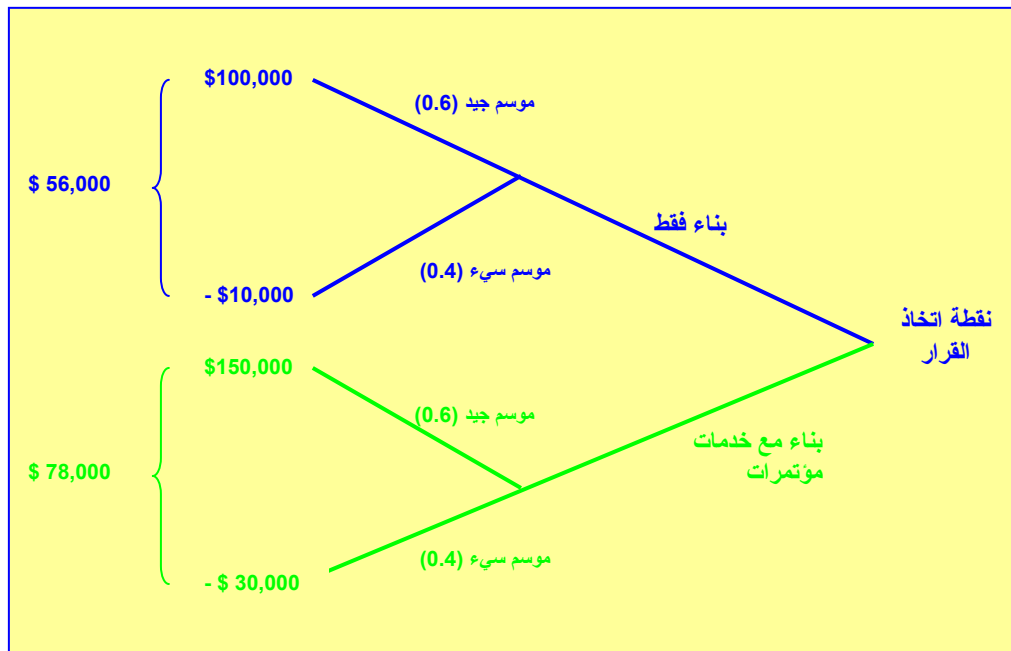 $100,000
موسم جيد (0.6)
$ 56,000
بناء فقط
موسم سيء (0.4)
- $10,000
نقطة اتخاذ
القرار
$150,000
موسم جيد (0.6)
بناء مع خدمات
مؤتمرات
$ 78,000
موسم سيء (0.4)
- $ 30,000